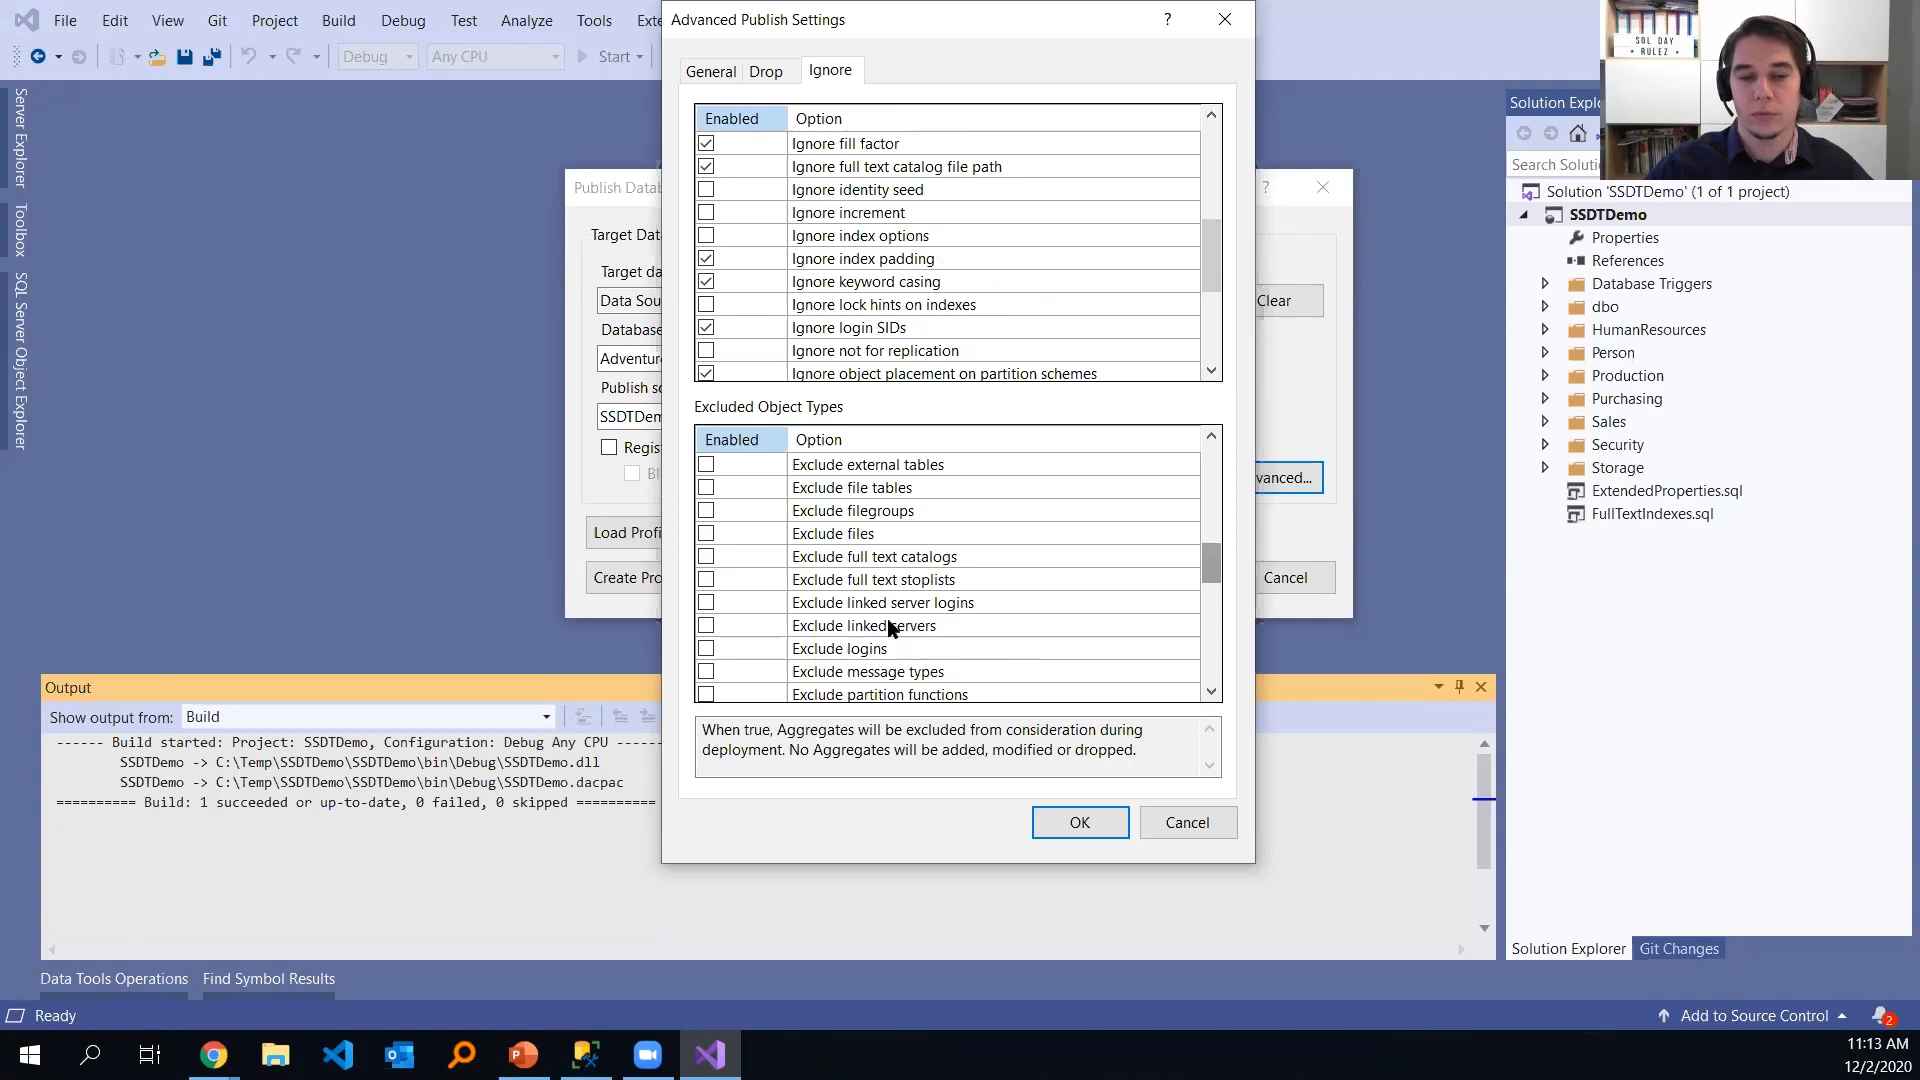 File Edit View Git Project Build Debug Test Analyze Tools Exte
Debug Any CPU Start
Server Explorer
Toolbox
SQL Server Object Explorer
Advanced Publish Settings
General Drop Ignore
Enabled Option
Ignore fill factor
Ignore full text catalog file path
Ignore identity seed
Ignore increment
Ignore index options
Ignore index padding
Ignore keyword casing
Ignore lock hints on indexes
Ignore login SIDs
Ignore not for replication
Ignore object placement on partition schemes
Excluded Object Types
Enabled Option
Exclude external tables
Exclude file tables
Exclude filegroups
Exclude files
Exclude full text catalogs
Exclude full text stoplists
Exclude linked server logins
Exclude linked servers
Exclude logins
Exclude message types
Exclude partition functions
When true, Aggregates will be excluded from consideration during
deployment. No Aggregates will be added, modified or dropped.
OK Cancel
Publish Datab
Target Dat
Target da
Data Sou
Clear
Database
Adventur
Publish sc
SSDTDem
Regis
Bl
vanced...
Load Profi
Create Pro
Cancel
Output
Show output from: Build
------ Build started: Project: SSDTDemo, Configuration: Debug Any CPU ------
SSDTDemo -> C:\Temp\SSDTDemo\SSDTDemo\bin\Debug\SSDTDemo.dll
SSDTDemo -> C:\Temp\SSDTDemo\SSDTDemo\bin\Debug\SSDTDemo.dacpac
========== Build: 1 succeeded or up-to-date, 0 failed, 0 skipped ==========
Data Tools Operations Find Symbol Results
SQL DAY
RULEZ
Solution Explo
Search Soluti
Solution 'SSDTDemo' (1 of 1 project)
SSDTDemo
Properties
References
Database Triggers
dbo
HumanResources
Person
Production
Purchasing
Sales
Security
Storage
ExtendedProperties.sql
FullTextIndexes.sql
Solution Explorer Git Changes
Ready
Add to Source Control
2
11:13 AM
12/2/2020